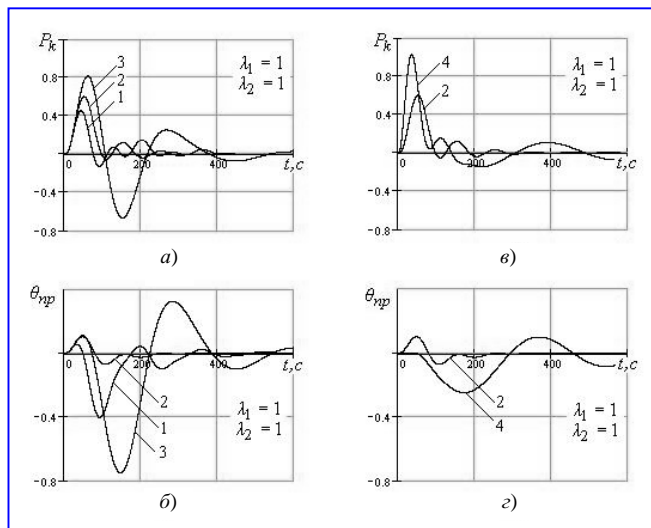 P_k
3
2
1
λ₁ = 1
λ₂ = 1
0.8
0.4
0
200
400
t,c
-0.4
-0.8
а)
P_k
4
2
λ₁ = 1
λ₂ = 1
0.8
0.4
0
200
400
t,c
-0.4
-0.8
в)
θ_пр
0
200
400
t,c
2
1
3
λ₁ = 1
λ₂ = 1
-0.4
-0.8
б)
θ_пр
0
200
400
t,c
2
4
λ₁ = 1
λ₂ = 1
-0.4
-0.8
г)